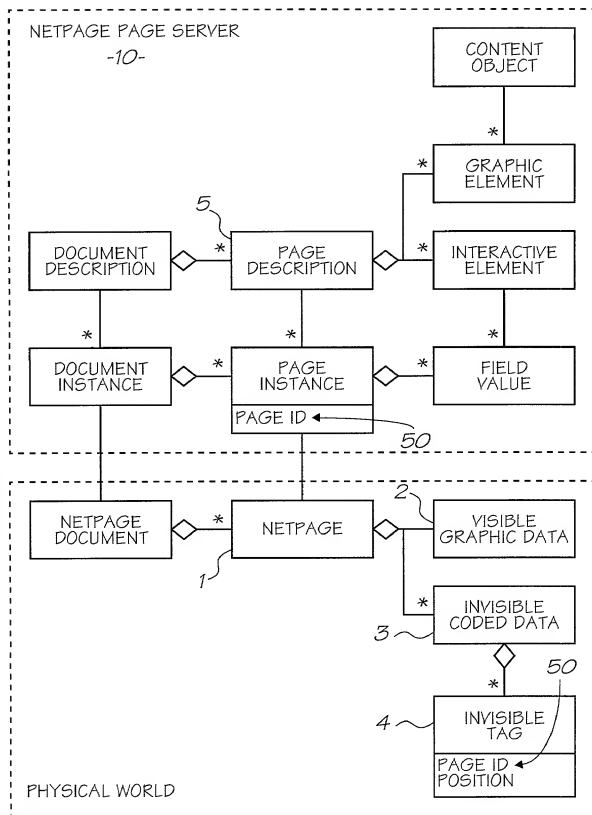 NETPAGE PAGE SERVER
-10-
CONTENT
OBJECT
*
*
GRAPHIC
ELEMENT
5
DOCUMENT
DESCRIPTION
*
PAGE
DESCRIPTION
*
INTERACTIVE
ELEMENT
*
*
*
DOCUMENT
INSTANCE
*
PAGE
INSTANCE
*
FIELD
VALUE
PAGE ID
50
NETPAGE
DOCUMENT
*
NETPAGE
1
2
VISIBLE
GRAPHIC DATA
*
INVISIBLE
CODED DATA
3
50
*
4
INVISIBLE
TAG
PAGE ID
POSITION
PHYSICAL WORLD